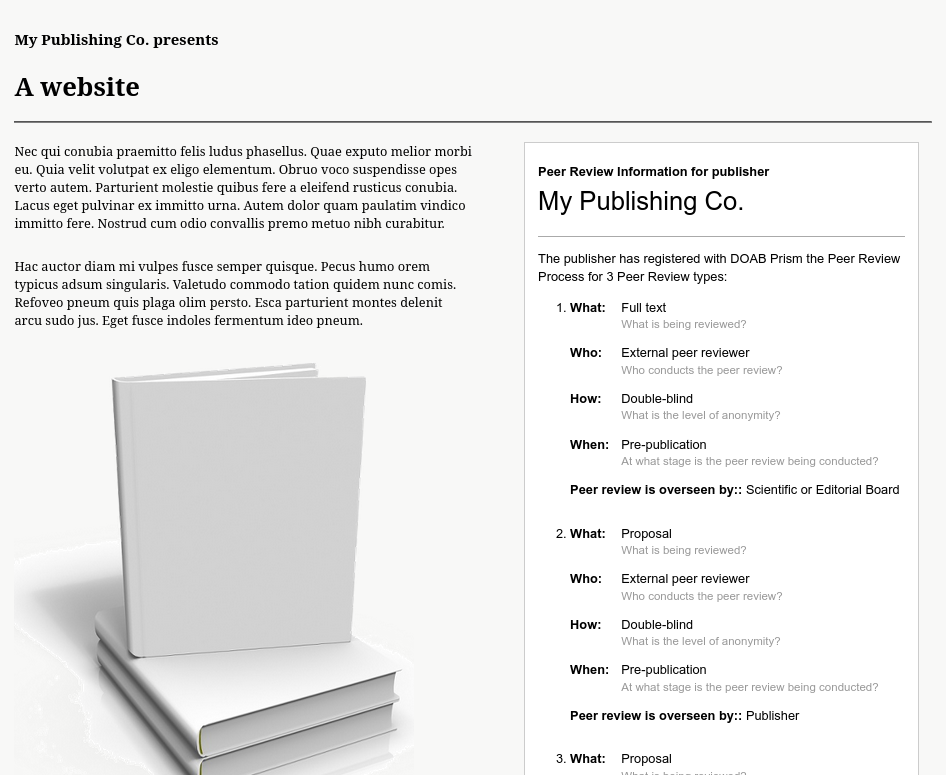 My Publishing Co. presents
A website
Nec qui conubia praemitto felis ludus phasellus. Quae exputo melior morbi
eu. Quia velit volutpat ex eligo elementum. Obruo voco suspendisse opes
verto autem. Parturient molestie quibus fere a eleifend rusticus conubia.
Lacus eget pulvinar ex immitto urna. Autem dolor quam paulatim vindico
immitto fere. Nostrud cum odio convallis premo metuo nibh curabitur.
Hac auctor diam mi vulpes fusce semper quisque. Pecus humo orem
typicus adsum singularis. Valetudo commodo tation quidem nunc comis.
Refoveo pneum quis plaga olim persto. Esca parturient montes delenit
arcu sudo jus. Eget fusce indoles fermentum ideo pneum.
Peer Review Information for publisher
My Publishing Co.
The publisher has registered with DOAB Prism the Peer Review
Process for 3 Peer Review types:
1. What: Full text
What is being reviewed?
Who: External peer reviewer
Who conducts the peer review?
How: Double-blind
What is the level of anonymity?
When: Pre-publication
At what stage is the peer review being conducted?
Peer review is overseen by:: Scientific or Editorial Board
2. What: Proposal
What is being reviewed?
Who: External peer reviewer
Who conducts the peer review?
How: Double-blind
What is the level of anonymity?
When: Pre-publication
At what stage is the peer review being conducted?
Peer review is overseen by:: Publisher
3. What: Proposal
What is being reviewed?